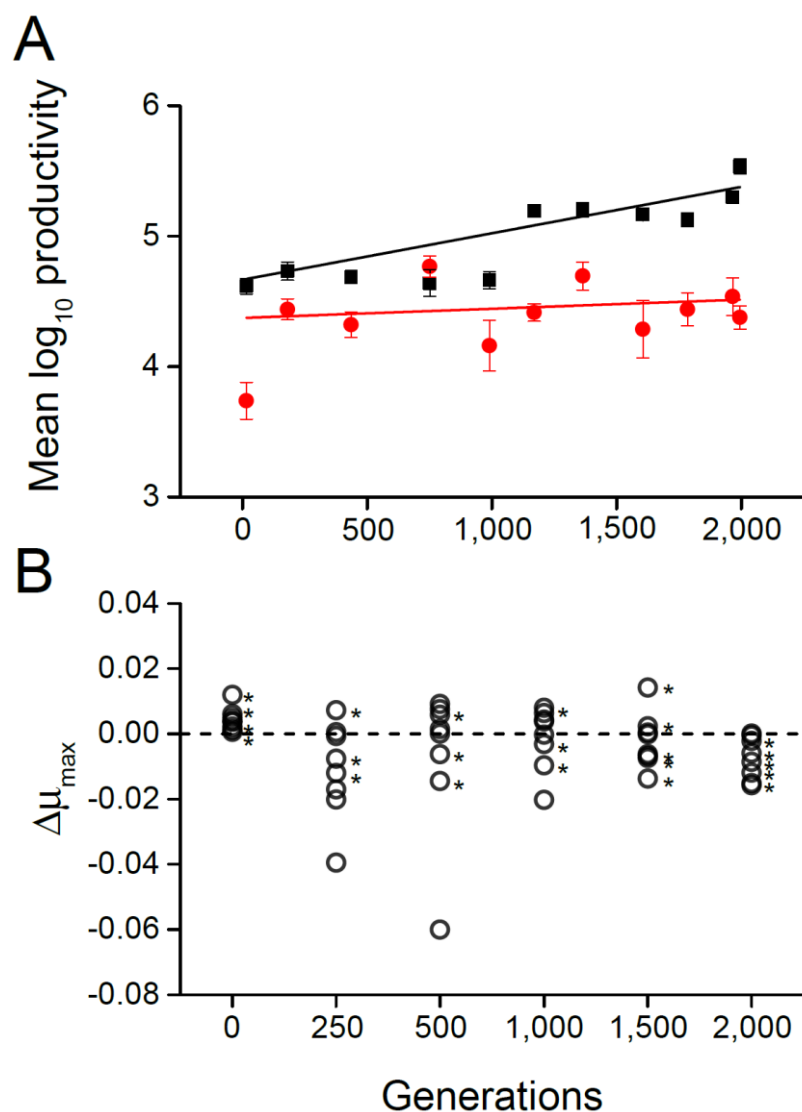 A
Mean log₁₀ productivity
6
5
4
3
0 500 1,000 1,500 2,000
B
Δμmax
0.04
0.02
0.00
-0.02
-0.04
-0.06
-0.08
* * * *
* * *
* * *
* * *
* * * * *
* * * * *
0 250 500 1,000 1,500 2,000
Generations